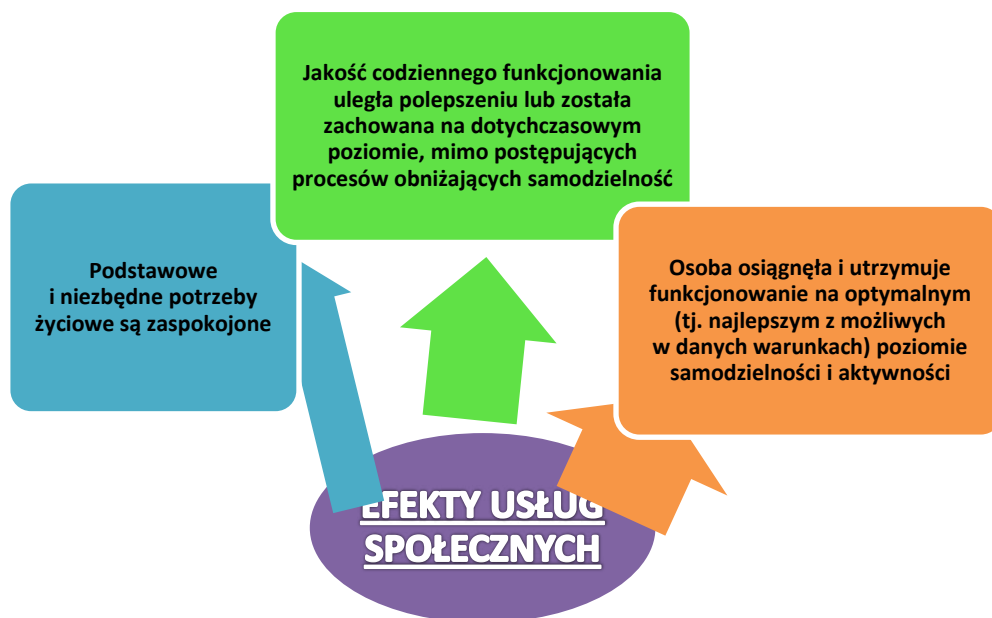 Jakość codziennego funkcjonowania
uległa polepszeniu lub została
zachowana na dotychczasowym
poziomie, mimo postępujących
procesów obniżających samodzielność
Podstawowe
i niezbędne potrzeby
życiowe są zaspokojone
Osoba osiągnęła i utrzymuje
funkcjonowanie na optymalnym
(tj. najlepszym z możliwych
w danych warunkach) poziomie
samodzielności i aktywności
EFEKTY USŁUG
SPOŁECZNYCH